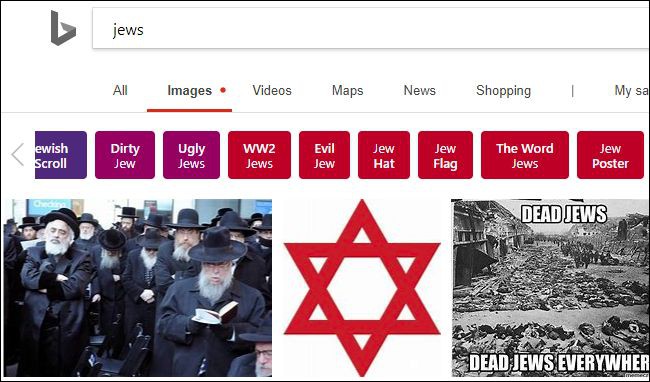 jews
All Images Videos Maps News Shopping | My sa
ewish
Scroll
Dirty
Jew
Ugly
Jews
WW2
Jews
Evil
Jew
Jew
Hat
Jew
Flag
The Word
Jews
Jew
Poster
Checking
DEAD JEWS
DEAD JEWS EVERYWHER